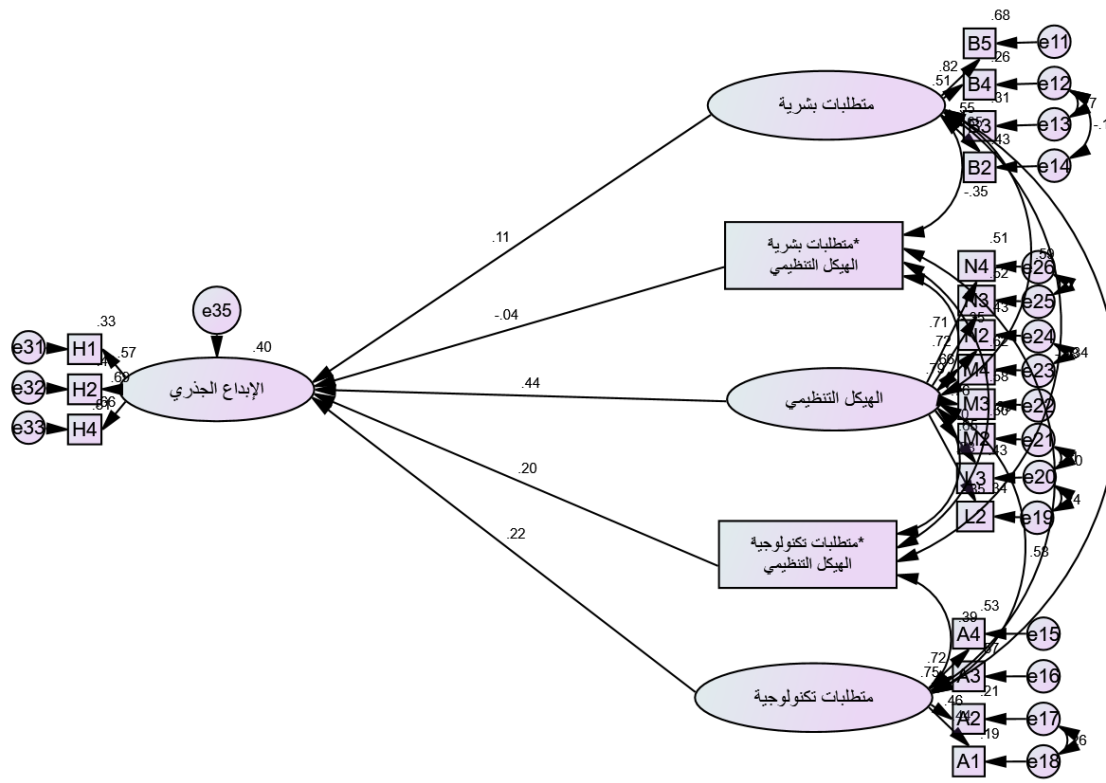 .68
B5
e11
.82
.26
.51
B4
e12
.31
متطلبات بشرية
B3
e13
.43
B2
e14
-.35
.11
متطلبات بشرية*
الهيكل التنظيمي
.51
N4
e26
.59
N3
e25
.43
-.04
.71
N2
e24
.72
M4
e23
.79
e35
.40
.33
e31
H1
.57
الإبداع الجذري
e32
H2
e33
H4
.44
الهيكل التنظيمي
M3
e22
M2
e21
.43
L3
e20
L2
e19
.20
متطلبات تكنولوجية*
الهيكل التنظيمي
.22
.53
.39
A4
e15
.72
.75
A3
e16
.21
متطلبات تكنولوجية
.46
A2
e17
.19
A1
e18